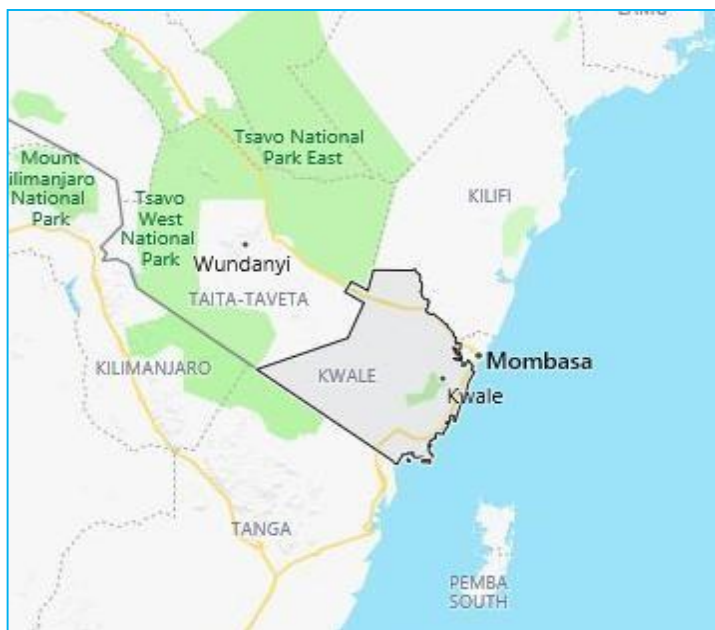 Tsavo National
Park East
Mount
ilimanjaro
National
Park
Tsavo
West
National
Park
KILIFI
Wundanyi
TAITA-TAVETA
KILIMANJARO
KWALE
Mombasa
Kwale
TANGA
PEMBA
SOUTH